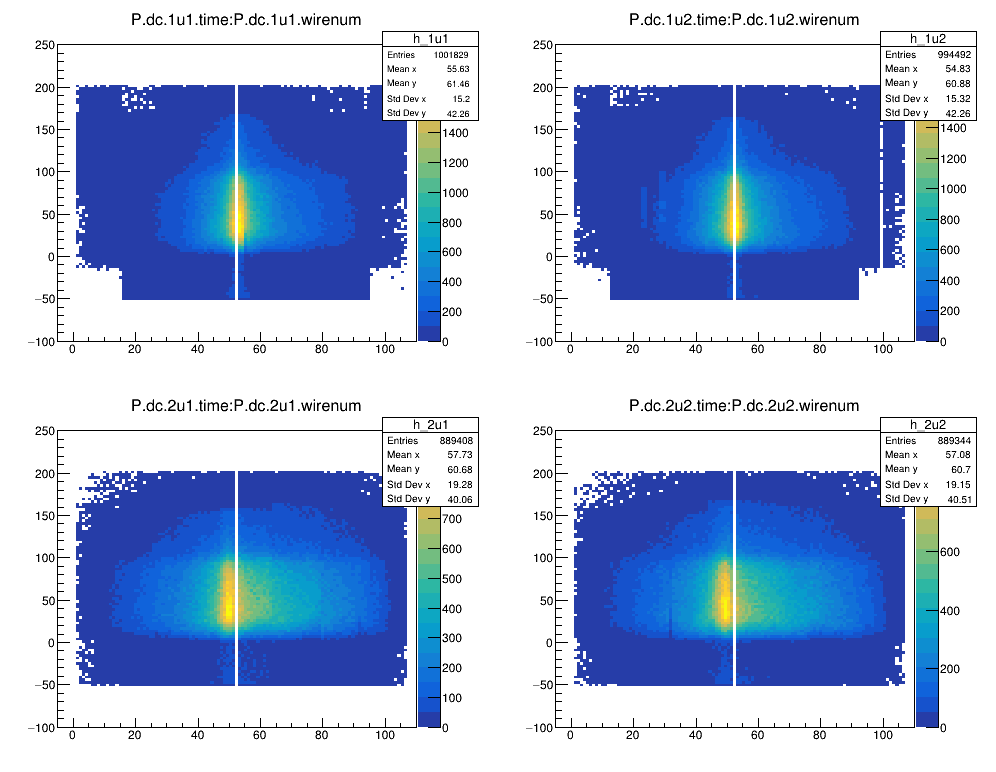 P.dc.1u1.time:P.dc.1u1.wirenum
h_1u1
Entries 1001829
Mean x 55.63
Mean y 61.46
Std Dev x 15.2
Std Dev y 42.26
250
200
150
100
50
0
−50
−100
0 20 40 60 80 100
1400
1200
1000
800
600
400
200
0
P.dc.1u2.time:P.dc.1u2.wirenum
h_1u2
Entries 994492
Mean x 54.83
Mean y 60.88
Std Dev x 15.32
Std Dev y 42.26
250
200
150
100
50
0
−50
−100
0 20 40 60 80 100
1400
1200
1000
800
600
400
200
0
P.dc.2u1.time:P.dc.2u1.wirenum
h_2u1
Entries 889408
Mean x 57.73
Mean y 60.68
Std Dev x 19.28
Std Dev y 40.06
250
200
150
100
50
0
−50
−100
0 20 40 60 80 100
700
600
500
400
300
200
100
0
P.dc.2u2.time:P.dc.2u2.wirenum
h_2u2
Entries 889344
Mean x 57.08
Mean y 60.7
Std Dev x 19.15
Std Dev y 40.51
250
200
150
100
50
0
−50
−100
0 20 40 60 80 100
600
400
200
0